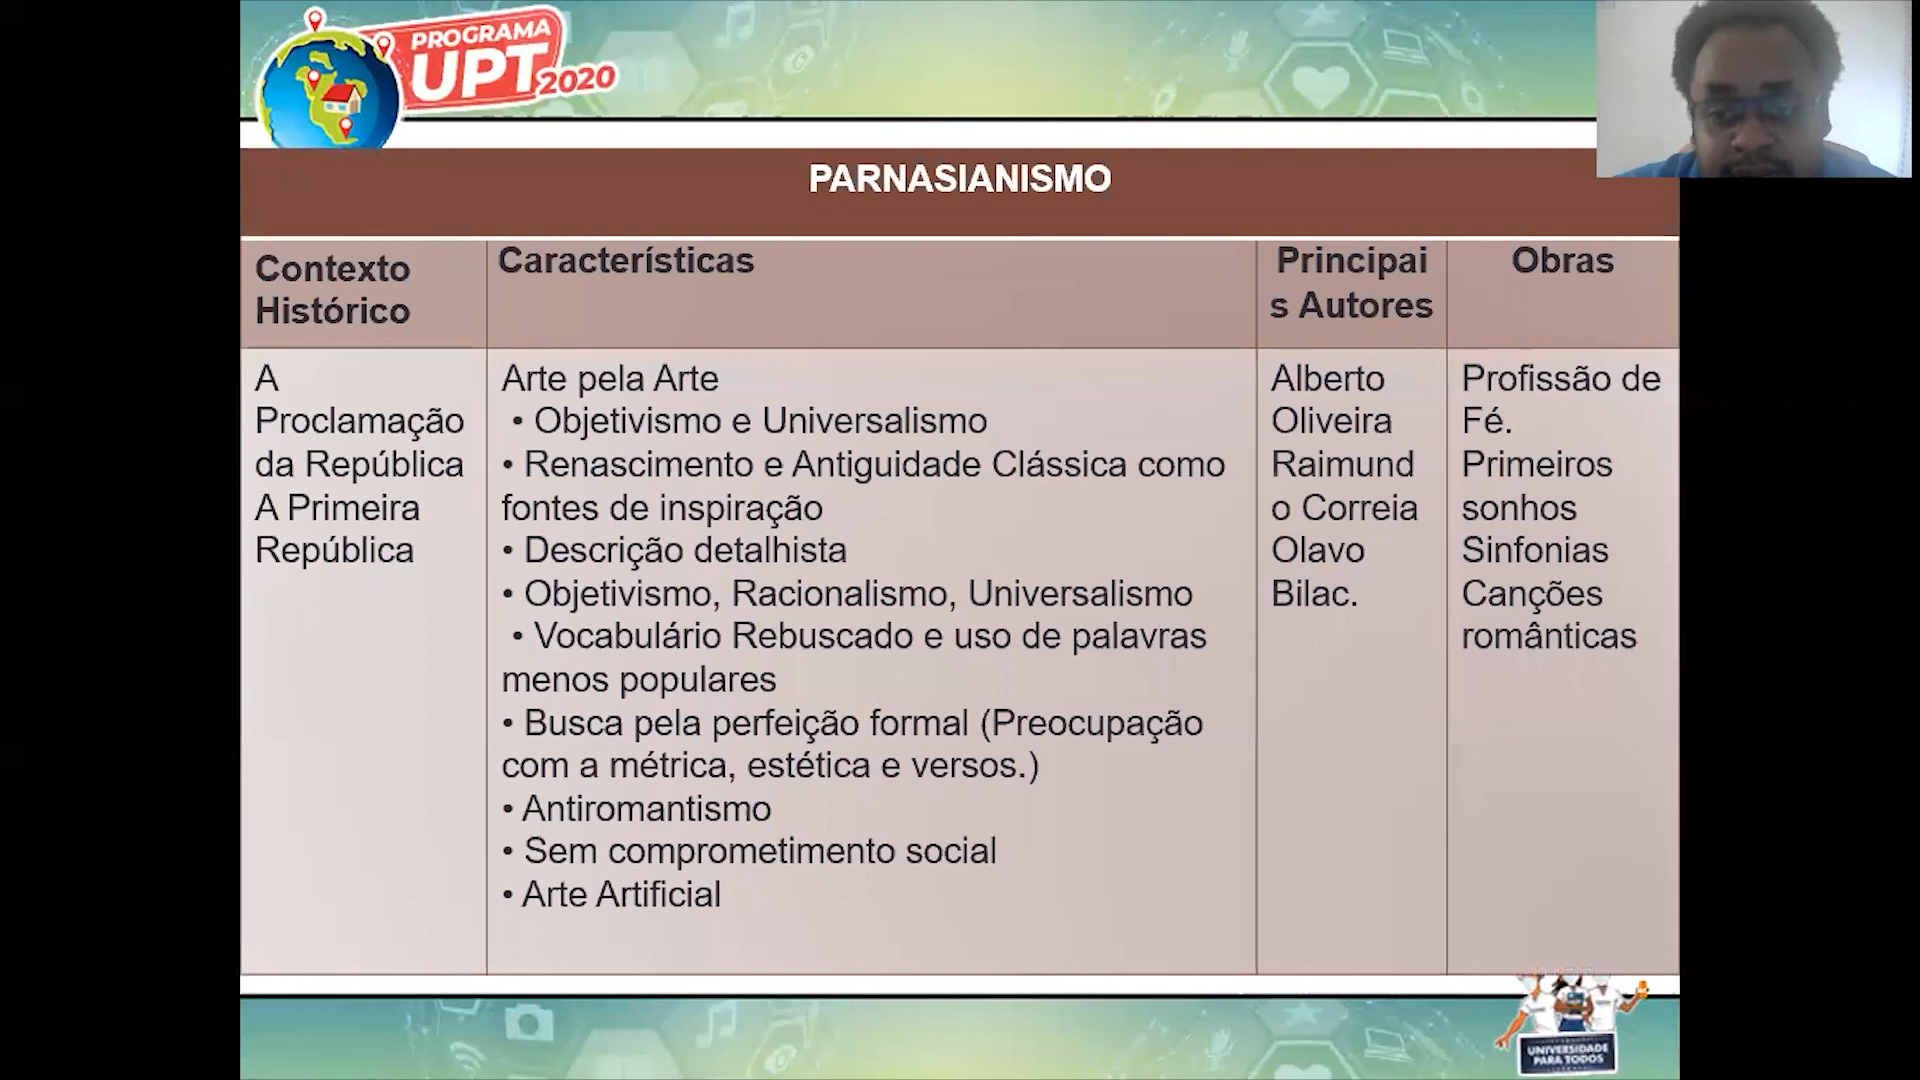 PROGRAMA
UPT 2020
PARNASIANISMO
Contexto
Histórico
Características
Principai
s Autores
Obras
A
Proclamação
da República
A Primeira
República
Arte pela Arte
• Objetivismo e Universalismo
• Renascimento e Antiguidade Clássica como
fontes de inspiração
• Descrição detalhista
• Objetivismo, Racionalismo, Universalismo
• Vocabulário Rebuscado e uso de palavras
menos populares
• Busca pela perfeição formal (Preocupação
com a métrica, estética e versos.)
• Antiromantismo
• Sem comprometimento social
• Arte Artificial
Alberto
Oliveira
Raimund
o Correia
Olavo
Bilac.
Profissão de
Fé.
Primeiros
sonhos
Sinfonias
Canções
românticas
UNIVERSIDADE
PARA TODOS